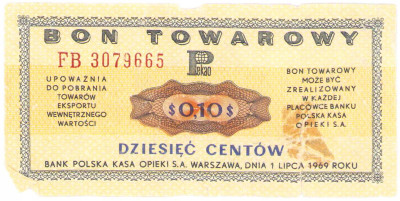 BON TOWAROWY
FB 3079665
Pekao
UPOWAŻNIA
DO POBRANIA
TOWARÓW
EKSPORTU
WEWNĘTRZNEGO
WARTOŚCI
$ 0,10 $
BON TOWAROWY
MOŻE BYĆ
ZREALIZOWANY
W KAŻDEJ
PLACÓWCE BANKU
POLSKA KASA
OPIEKI S.A.
DZIESIĘĆ CENTÓW
BANK POLSKA KASA OPIEKI S.A. WARSZAWA, DNIA 1 LIPCA 1969 ROKU